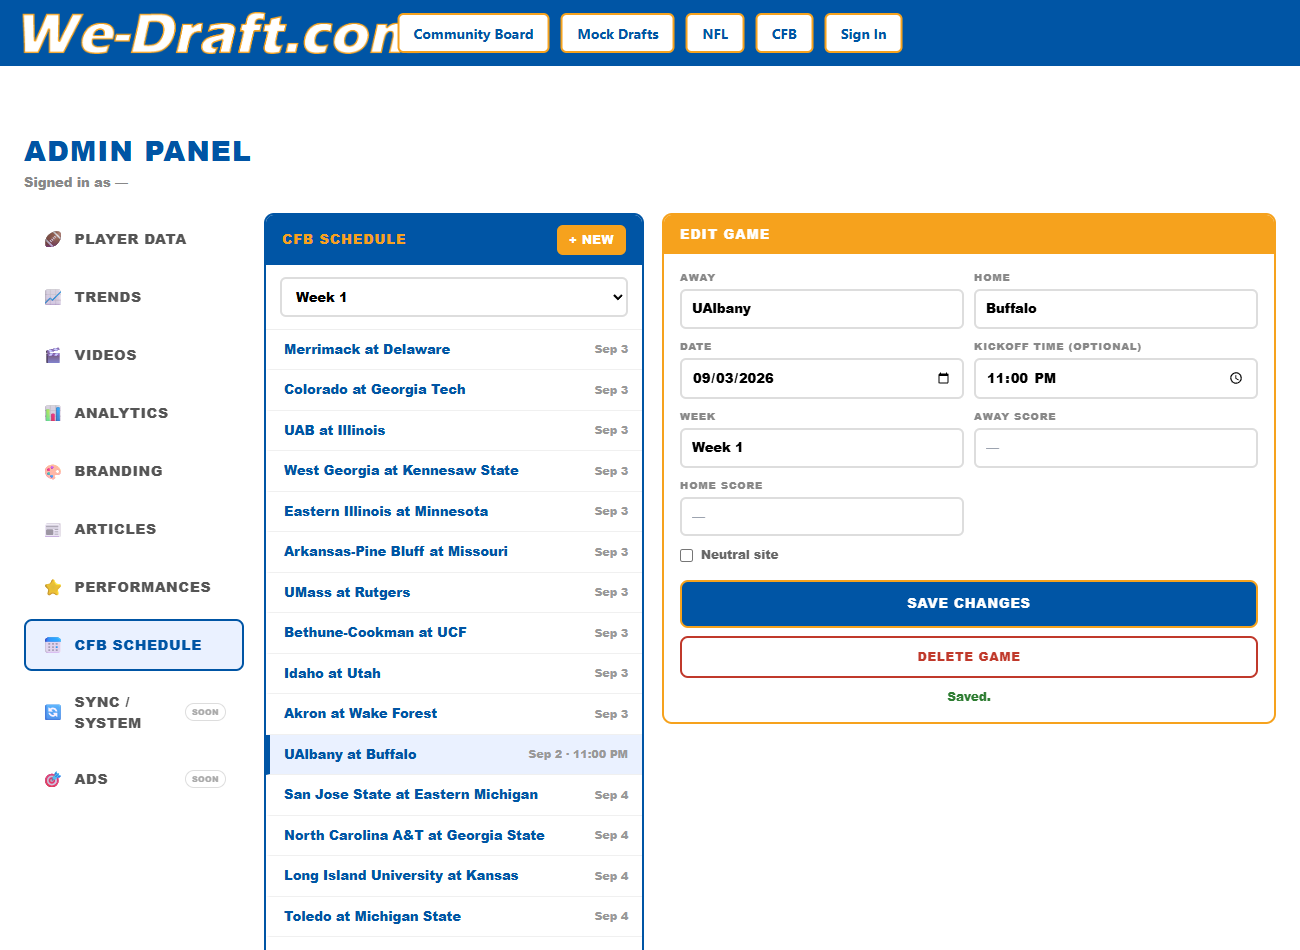 We-Draft.com
Community Board
Mock Drafts
NFL
CFB
Sign In
ADMIN PANEL
Signed in as —
PLAYER DATA
TRENDS
VIDEOS
ANALYTICS
BRANDING
ARTICLES
PERFORMANCES
CFB SCHEDULE
SYNC / SYSTEM
SOON
ADS
SOON
CFB SCHEDULE
+ NEW
Week 1
Merrimack at Delaware Sep 3
Colorado at Georgia Tech Sep 3
UAB at Illinois Sep 3
West Georgia at Kennesaw State Sep 3
Eastern Illinois at Minnesota Sep 3
Arkansas-Pine Bluff at Missouri Sep 3
UMass at Rutgers Sep 3
Bethune-Cookman at UCF Sep 3
Idaho at Utah Sep 3
Akron at Wake Forest Sep 3
UAlbany at Buffalo Sep 2 · 11:00 PM
San Jose State at Eastern Michigan Sep 4
North Carolina A&T at Georgia State Sep 4
Long Island University at Kansas Sep 4
Toledo at Michigan State Sep 4
EDIT GAME
AWAY
UAlbany
HOME
Buffalo
DATE
09/03/2026
KICKOFF TIME (OPTIONAL)
11:00 PM
WEEK
Week 1
AWAY SCORE
—
HOME SCORE
—
Neutral site
SAVE CHANGES
DELETE GAME
Saved.